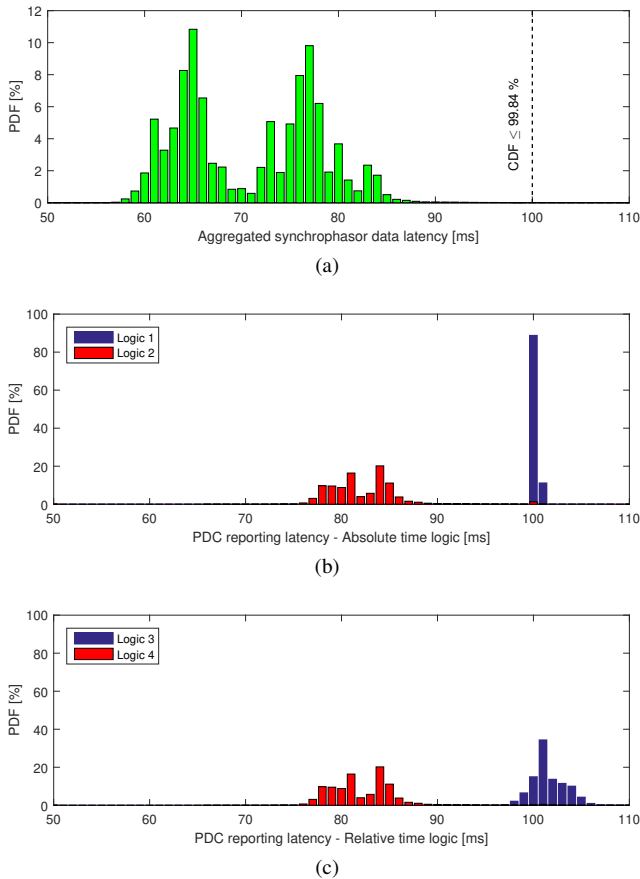 12
10
8
6
4
2
0
PDF [%]
CDF ≤ 99.84 %
50 60 70 80 90 100 110
Aggregated synchrophasor data latency [ms]
(a)
100
80
60
40
20
0
PDF [%]
Logic 1
Logic 2
50 60 70 80 90 100 110
PDC reporting latency - Absolute time logic [ms]
(b)
100
80
60
40
20
0
PDF [%]
Logic 3
Logic 4
50 60 70 80 90 100 110
PDC reporting latency - Relative time logic [ms]
(c)